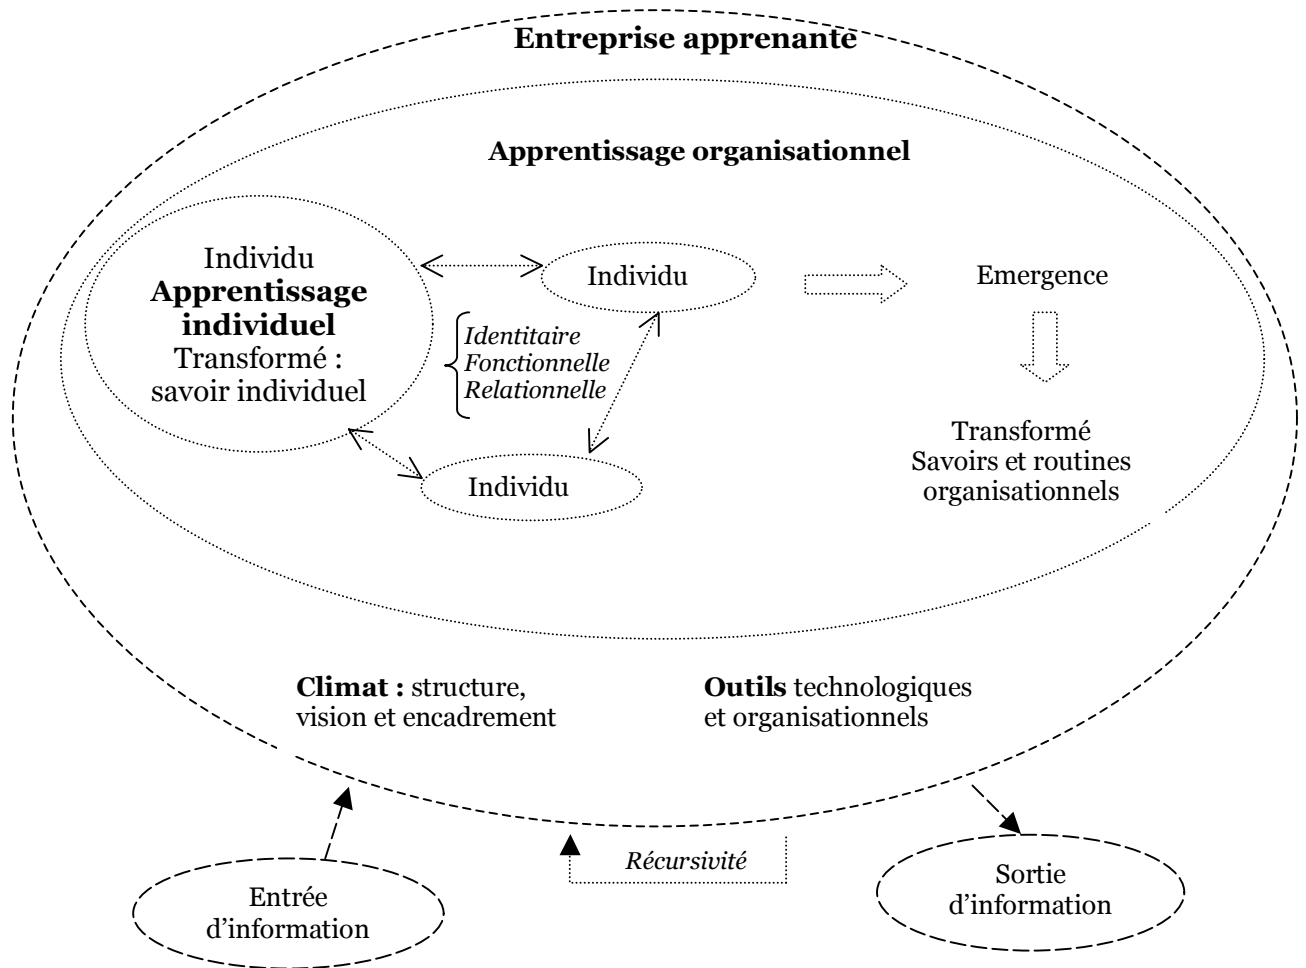 Entreprise apprenante
Apprentissage organisationnel
Individu
Apprentissage
individuel
Transformé :
savoir individuel
Individu
Emergence
Identitaire
Fonctionnelle
Relationnelle
Transformé
Savoirs et routines
organisationnels
Individu
Climat : structure,
vision et encadrement
Outils technologiques
et organisationnels
Récursivité
Entrée
d’information
Sortie
d’information